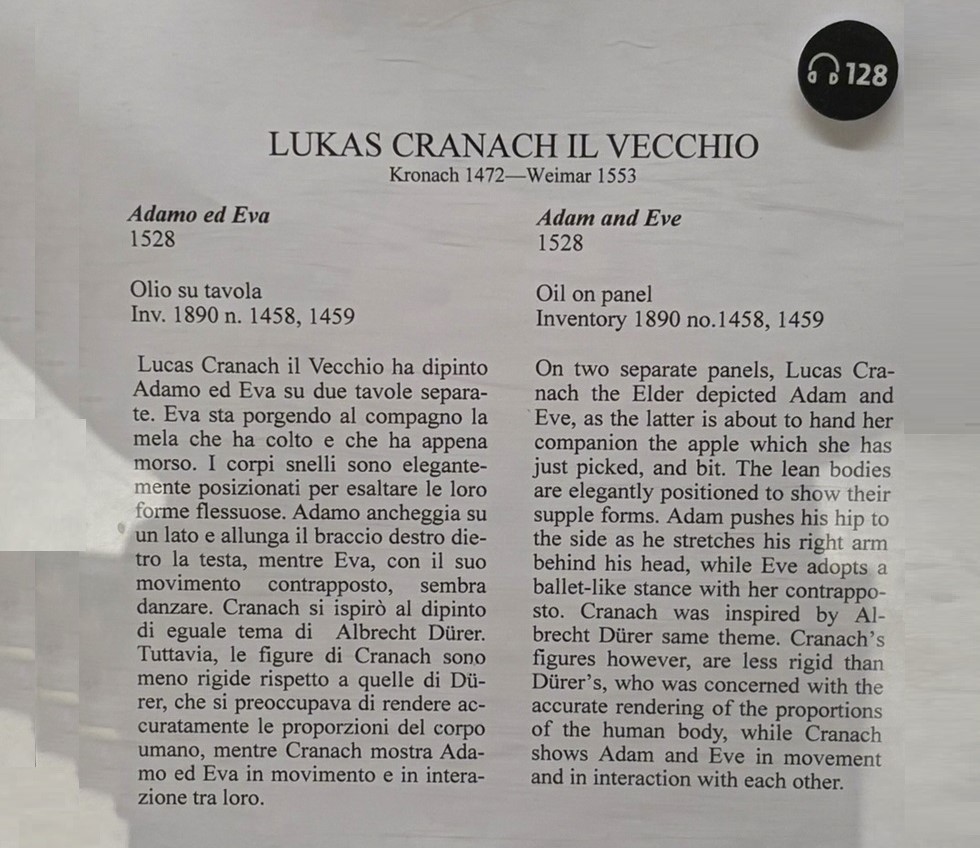 128
LUKAS CRANACH IL VECCHIO
Kronach 1472—Weimar 1553
Adamo ed Eva
1528
Olio su tavola
Inv. 1890 n. 1458, 1459
Lucas Cranach il Vecchio ha dipinto
Adamo ed Eva su due tavole separa-
te. Eva sta porgendo al compagno la
mela che ha colto e che ha appena
morso. I corpi snelli sono elegante-
mente posizionati per esaltare le loro
forme flessuose. Adamo ancheggia su
un lato e allunga il braccio destro die-
tro la testa, mentre Eva, con il suo
movimento contrapposto, sembra
danzare. Cranach si ispirò al dipinto
di eguale tema di Albrecht Dürer.
Tuttavia, le figure di Cranach sono
meno rigide rispetto a quelle di Dü-
rer, che si preoccupava di rendere ac-
curatamente le proporzioni del corpo
umano, mentre Cranach mostra Ada-
mo ed Eva in movimento e in intera-
zione tra loro.
Adam and Eve
1528
Oil on panel
Inventory 1890 no.1458, 1459
On two separate panels, Lucas Cra-
nach the Elder depicted Adam and
Eve, as the latter is about to hand her
companion the apple which she has
just picked, and bit. The lean bodies
are elegantly positioned to show their
supple forms. Adam pushes his hip to
the side as he stretches his right arm
behind his head, while Eve adopts a
ballet-like stance with her contrappo-
sto. Cranach was inspired by Al-
brecht Dürer same theme. Cranach's
figures however, are less rigid than
Dürer's, who was concerned with the
accurate rendering of the proportions
of the human body, while Cranach
shows Adam and Eve in movement
and in interaction with each other.